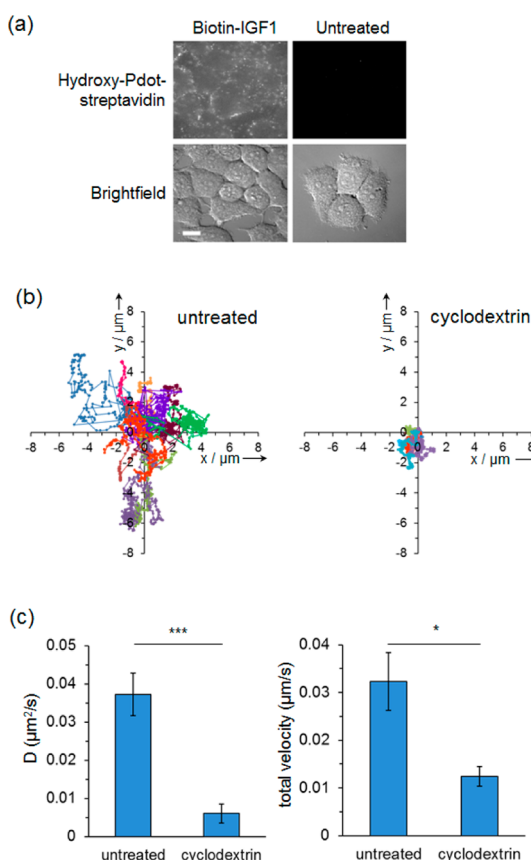 (a)
Biotin-IGF1 Untreated
Hydroxy-Pdot-
streptavidin
Brightfield
(b)
untreated
cyclodextrin
y / µm
8
6
4
2
0
-2
-4
-6
-8
-8 -6 -4 -2 0 2 4 6 8
x / µm
y / µm
8
6
4
2
0
-2
-4
-6
-8
-8 -6 -4 -2 0 2 4 6 8
x / µm
(c)
D (µm²/s)
0.05
0.04
0.03
0.02
0.01
0
***
untreated cyclodextrin
total velocity (µm/s)
0.04
0.03
0.02
0.01
0
*
untreated cyclodextrin